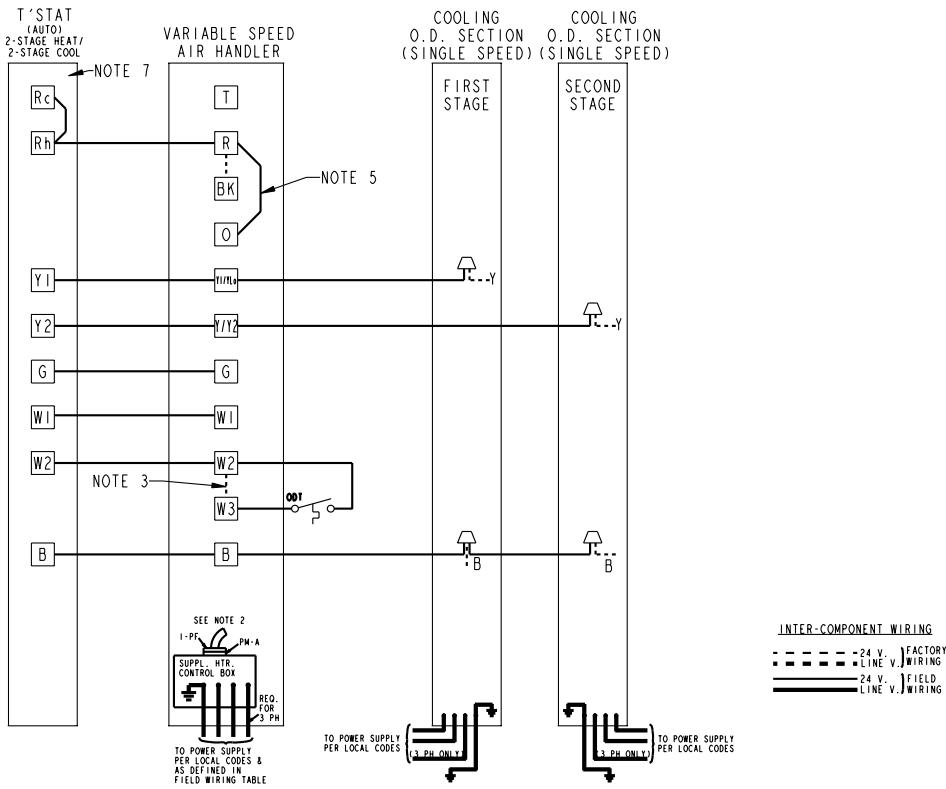 T'STAT
(AUTO)
2-STAGE HEAT/
2-STAGE COOL
VARIABLE SPEED
AIR HANDLER
COOLING
O.D. SECTION
(SINGLE SPEED)
COOLING
O.D. SECTION
(SINGLE SPEED)
NOTE 7
FIRST
STAGE
SECOND
STAGE
Rc
T
Rh
R
BK
NOTE 5
O
Y1
Y1/YLo
Y
Y2
Y/Y2
Y
G
G
W1
W1
W2
W2
NOTE 3
W3
ODT
B
B
B
B
SEE NOTE 2
1-PF
PM-A
SUPPL. HTR.
CONTROL BOX
REQ.
FOR
3 PH
TO POWER SUPPLY
PER LOCAL CODES &
AS DEFINED IN
FIELD WIRING TABLE
TO POWER SUPPLY
PER LOCAL CODES
(3 PH ONLY)
(3 PH ONLY)
TO POWER SUPPLY
PER LOCAL CODES
INTER-COMPONENT WIRING
24 V.
LINE V.
FACTORY
WIRING
24 V.
LINE V.
FIELD
WIRING